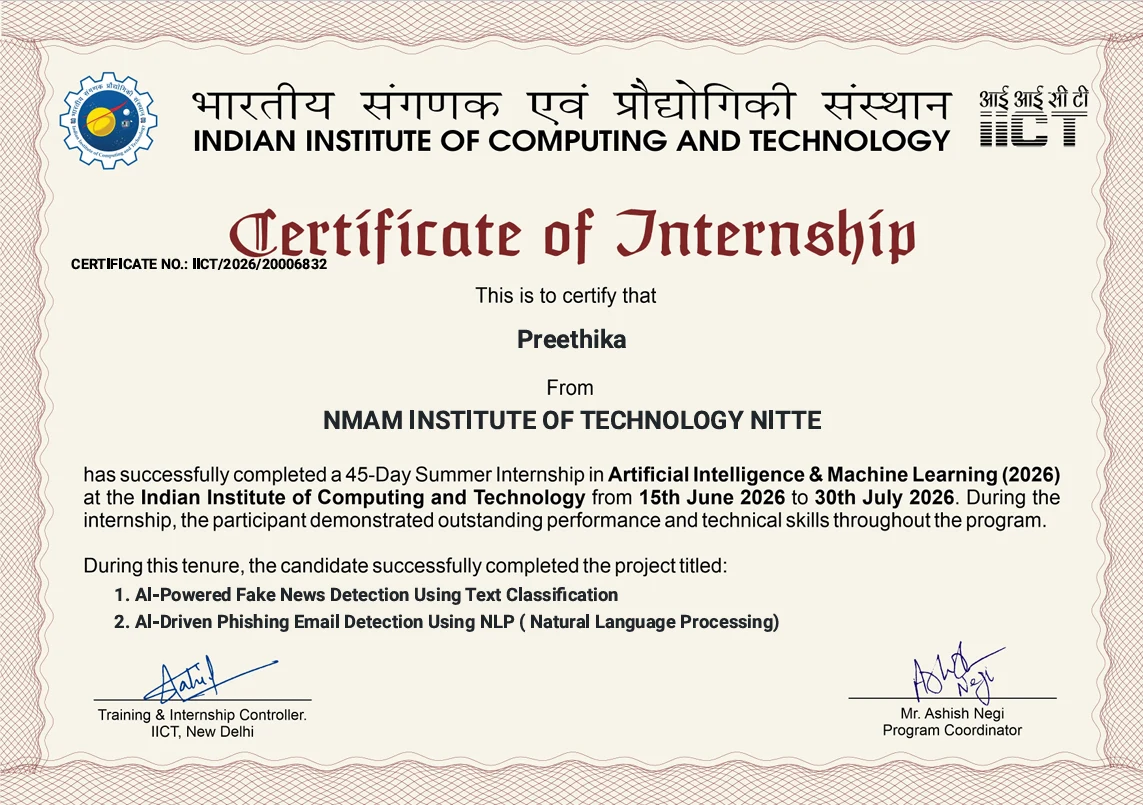 भारतीय संगणक एवं प्रौद्योगिकी संस्थान
INDIAN INSTITUTE OF COMPUTING AND TECHNOLOGY
आई आई सी टी
IICT
Certificate of Internship
CERTIFICATE NO.: IICT/2026/20006832
This is to certify that
Preethika
From
NMAM INSTITUTE OF TECHNOLOGY NITTE
has successfully completed a 45-Day Summer Internship in Artificial Intelligence & Machine Learning (2026)
at the Indian Institute of Computing and Technology from 15th June 2026 to 30th July 2026. During the
internship, the participant demonstrated outstanding performance and technical skills throughout the program.
During this tenure, the candidate successfully completed the project titled:
1. AI-Powered Fake News Detection Using Text Classification
2. AI-Driven Phishing Email Detection Using NLP ( Natural Language Processing)
Ashish
Negi
Training & Internship Controller.
IICT, New Delhi
Mr. Ashish Negi
Program Coordinator